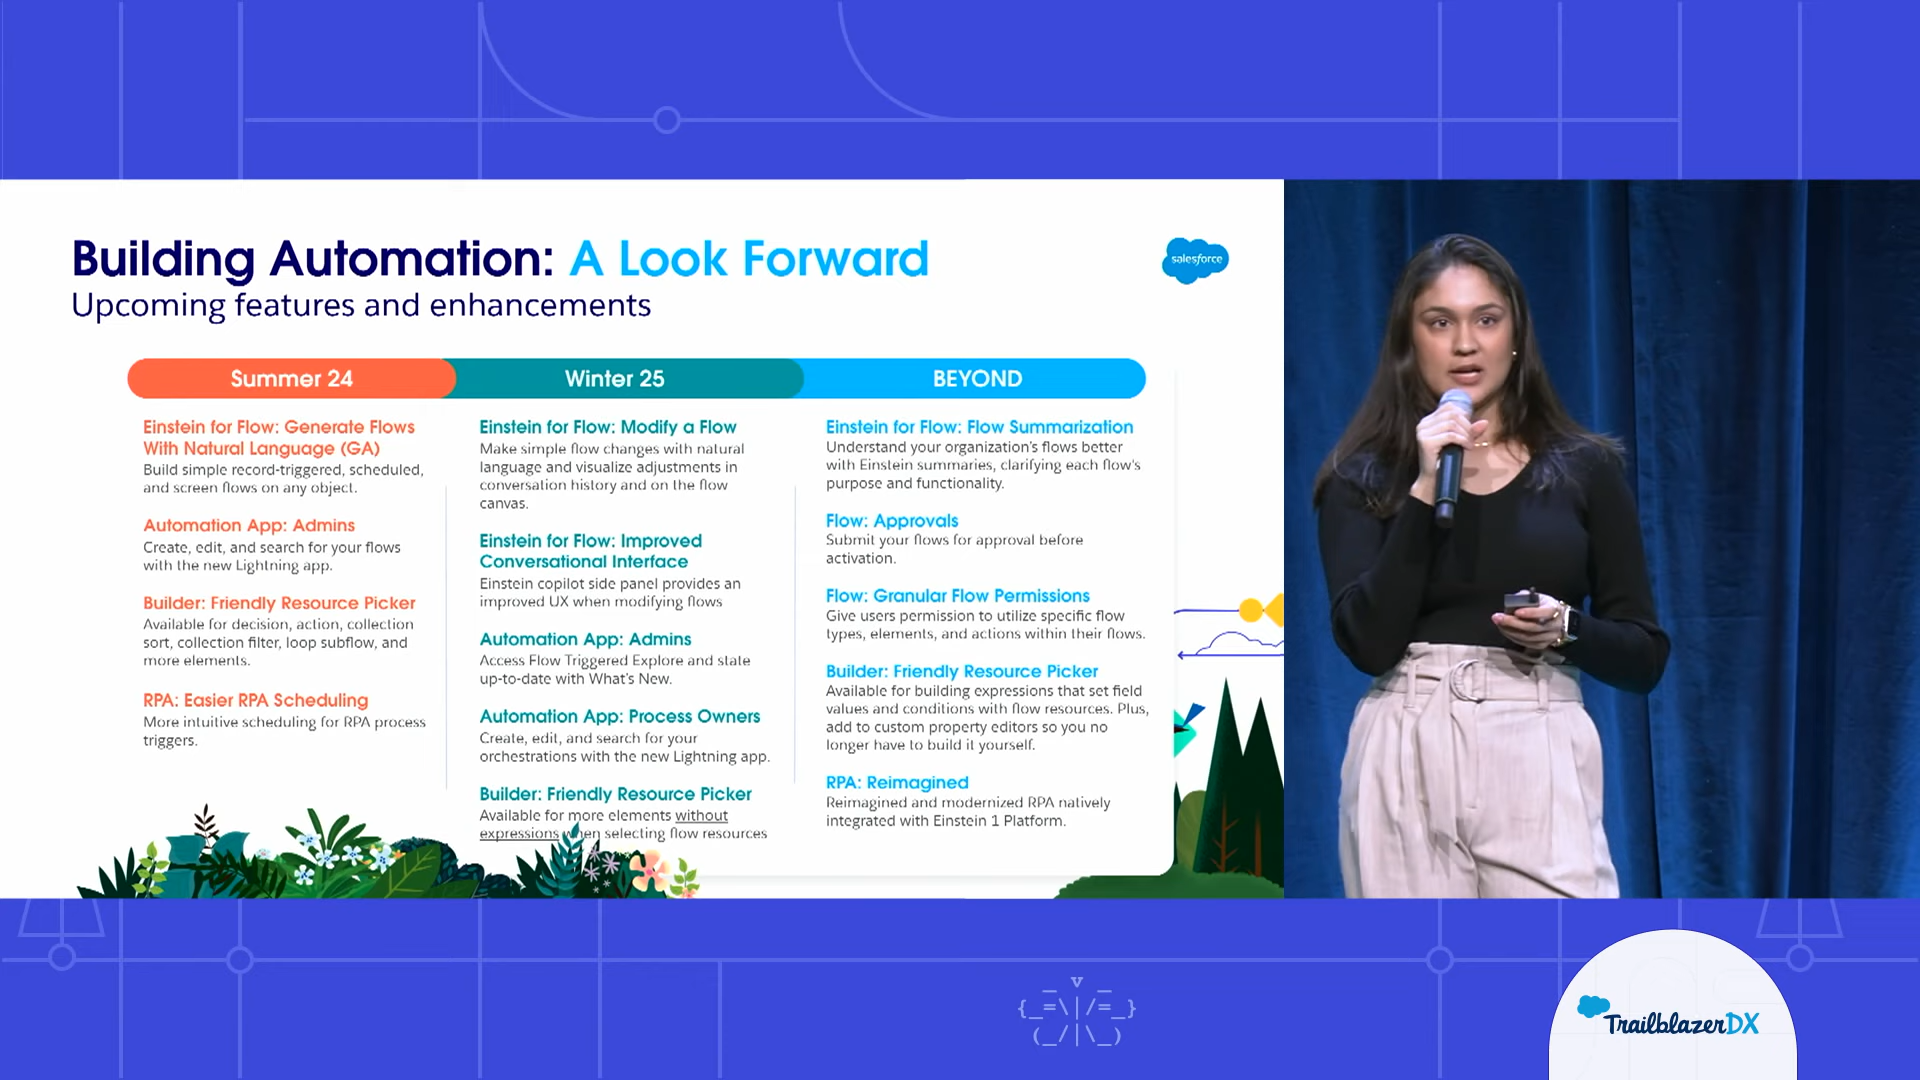 Building Automation: A Look Forward
Upcoming features and enhancements
salesforce
Summer 24
Einstein for Flow: Generate Flows
With Natural Language (GA)
Build simple record-triggered, scheduled,
and screen flows on any object.
Automation App: Admins
Create, edit, and search for your flows
with the new Lightning app.
Builder: Friendly Resource Picker
Available for decision, action, collection
sort, collection filter, loop subflow, and
more elements.
RPA: Easier RPA Scheduling
More intuitive scheduling for RPA process
triggers.
Winter 25
Einstein for Flow: Modify a Flow
Make simple flow changes with natural
language and visualize adjustments in
conversation history and on the flow
canvas.
Einstein for Flow: Improved
Conversational Interface
Einstein copilot side panel provides an
improved UX when modifying flows
Automation App: Admins
Access Flow Triggered Explore and state
up-to-date with What's New.
Automation App: Process Owners
Create, edit, and search for your
orchestrations with the new Lightning app.
Builder: Friendly Resource Picker
Available for more elements without
expressions when selecting flow resources
BEYOND
Einstein for Flow: Flow Summarization
Understand your organization's flows better
with Einstein summaries, clarifying each flow's
purpose and functionality.
Flow: Approvals
Submit your flows for approval before
activation.
Flow: Granular Flow Permissions
Give users permission to utilize specific flow
types, elements, and actions within their flows.
Builder: Friendly Resource Picker
Available for building expressions that set field
values and conditions with flow resources. Plus,
add to custom property editors so you no
longer have to build it yourself.
RPA: Reimagined
Reimagined and modernized RPA natively
integrated with Einstein 1 Platform.
TrailblazerDX